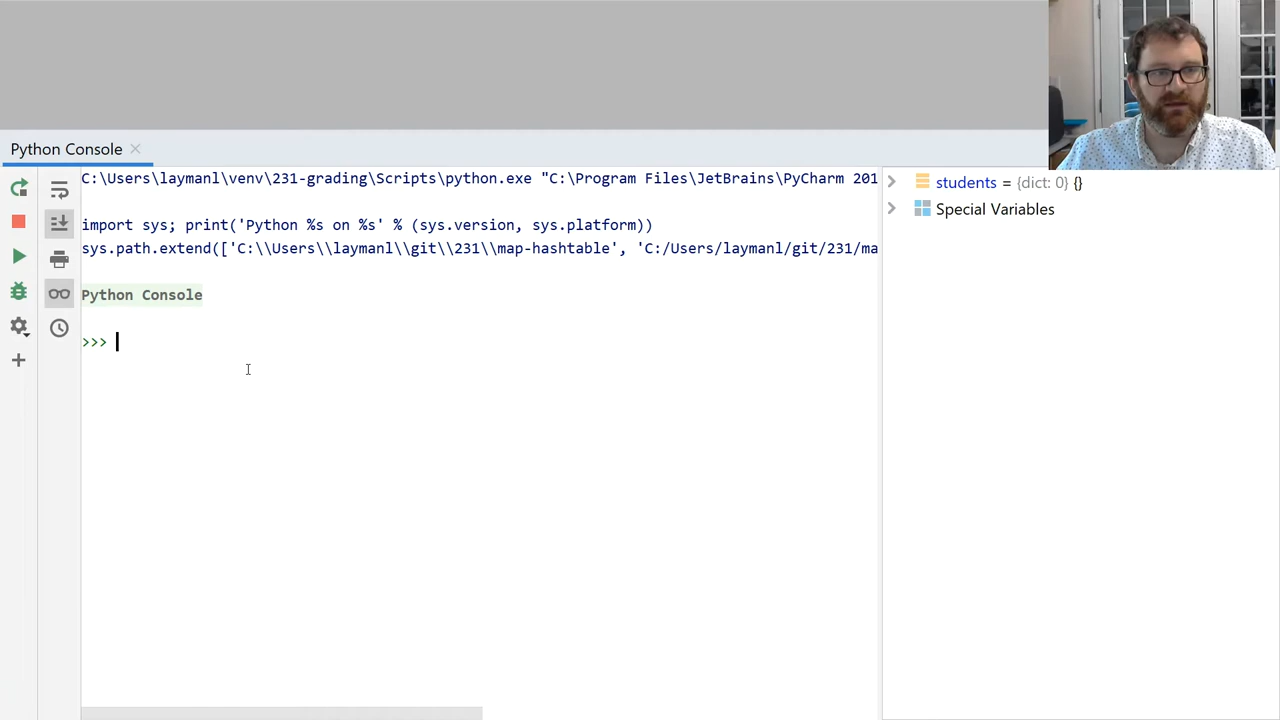 Python Console
C:\Users\laymanl\venv\231-grading\Scripts\python.exe "C:\Program Files\JetBrains\PyCharm 201
import sys; print('Python %s on %s' % (sys.version, sys.platform))
sys.path.extend(['C:\\Users\\laymanl\\git\\231\\map-hashtable', 'C:/Users/laymanl/git/231/ma
Python Console
>>>
students = {dict: 0} {}
Special Variables